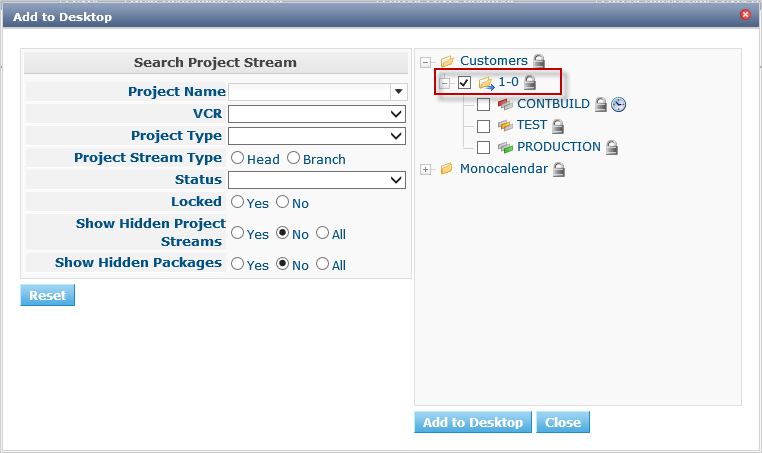 Add to Desktop
Search Project Stream
Project Name
VCR
Project Type
Project Stream Type Head Branch
Status
Locked Yes No
Show Hidden Project
Streams Yes No All
Show Hidden Packages Yes No All
Reset
Customers
1-0
CONTBUILD
TEST
PRODUCTION
Monocalendar
Add to Desktop Close